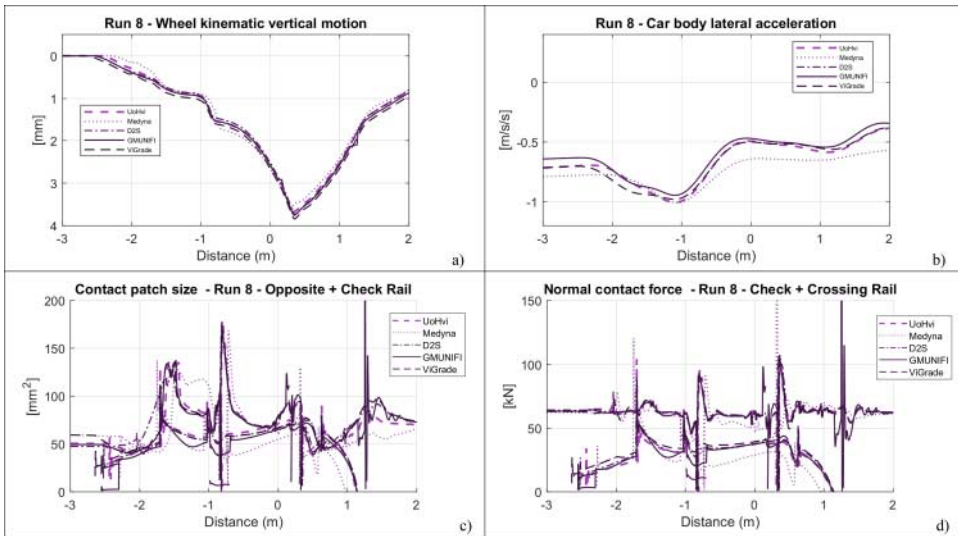 Run 8 - Wheel kinematic vertical motion
0
1
2
3
4
[mm]
UoHvi
Medyna
D2S
GMUNIFI
ViGrade
-3 -2 -1 0 1 2
Distance (m)
a)
Run 8 - Car body lateral acceleration
0
-0.5
-1
[m/s/s]
UoHvi
Medyna
D2S
GMUNIFI
ViGrade
-3 -2 -1 0 1 2
Distance (m)
b)
Contact patch size - Run 8 - Opposite + Check Rail
200
150
100
50
0
[mm²]
UoHvi
Medyna
D2S
GMUNIFI
ViGrade
-3 -2 -1 0 1 2
Distance (m)
c)
Normal contact force - Run 8 - Check + Crossing Rail
150
100
50
0
[kN]
UoHvi
Medyna
D2S
GMUNIFI
ViGrade
-3 -2 -1 0 1 2
Distance (m)
d)